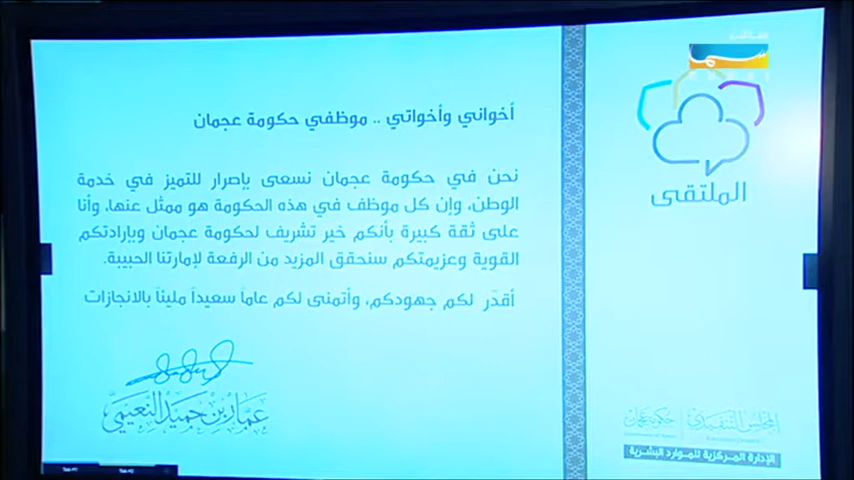 أخواني وأخواتي .. موظفي حكومة عجمان
نحن في حكومة عجمان نسعى بإصرار للتميز في خدمة
الوطن، وإن كل موظف في هذه الحكومة هو ممثل عنها، وأنا
على ثقة كبيرة بأنكم خير تشريف لحكومة عجمان وبإرادتكم
القوية وعزيمتكم سنحقق المزيد من الرفعة لإمارتنا الحبيبة.
أقدّر لكم جهودكم، وأتمنى لكم عاماً سعيداً مليئاً بالانجازات
عمار بن حميد النعيمي
سما
DUBAI
الملتقى
المجلس التنفيذي
حكومة عجمان
الإدارة المركزية للموارد البشرية